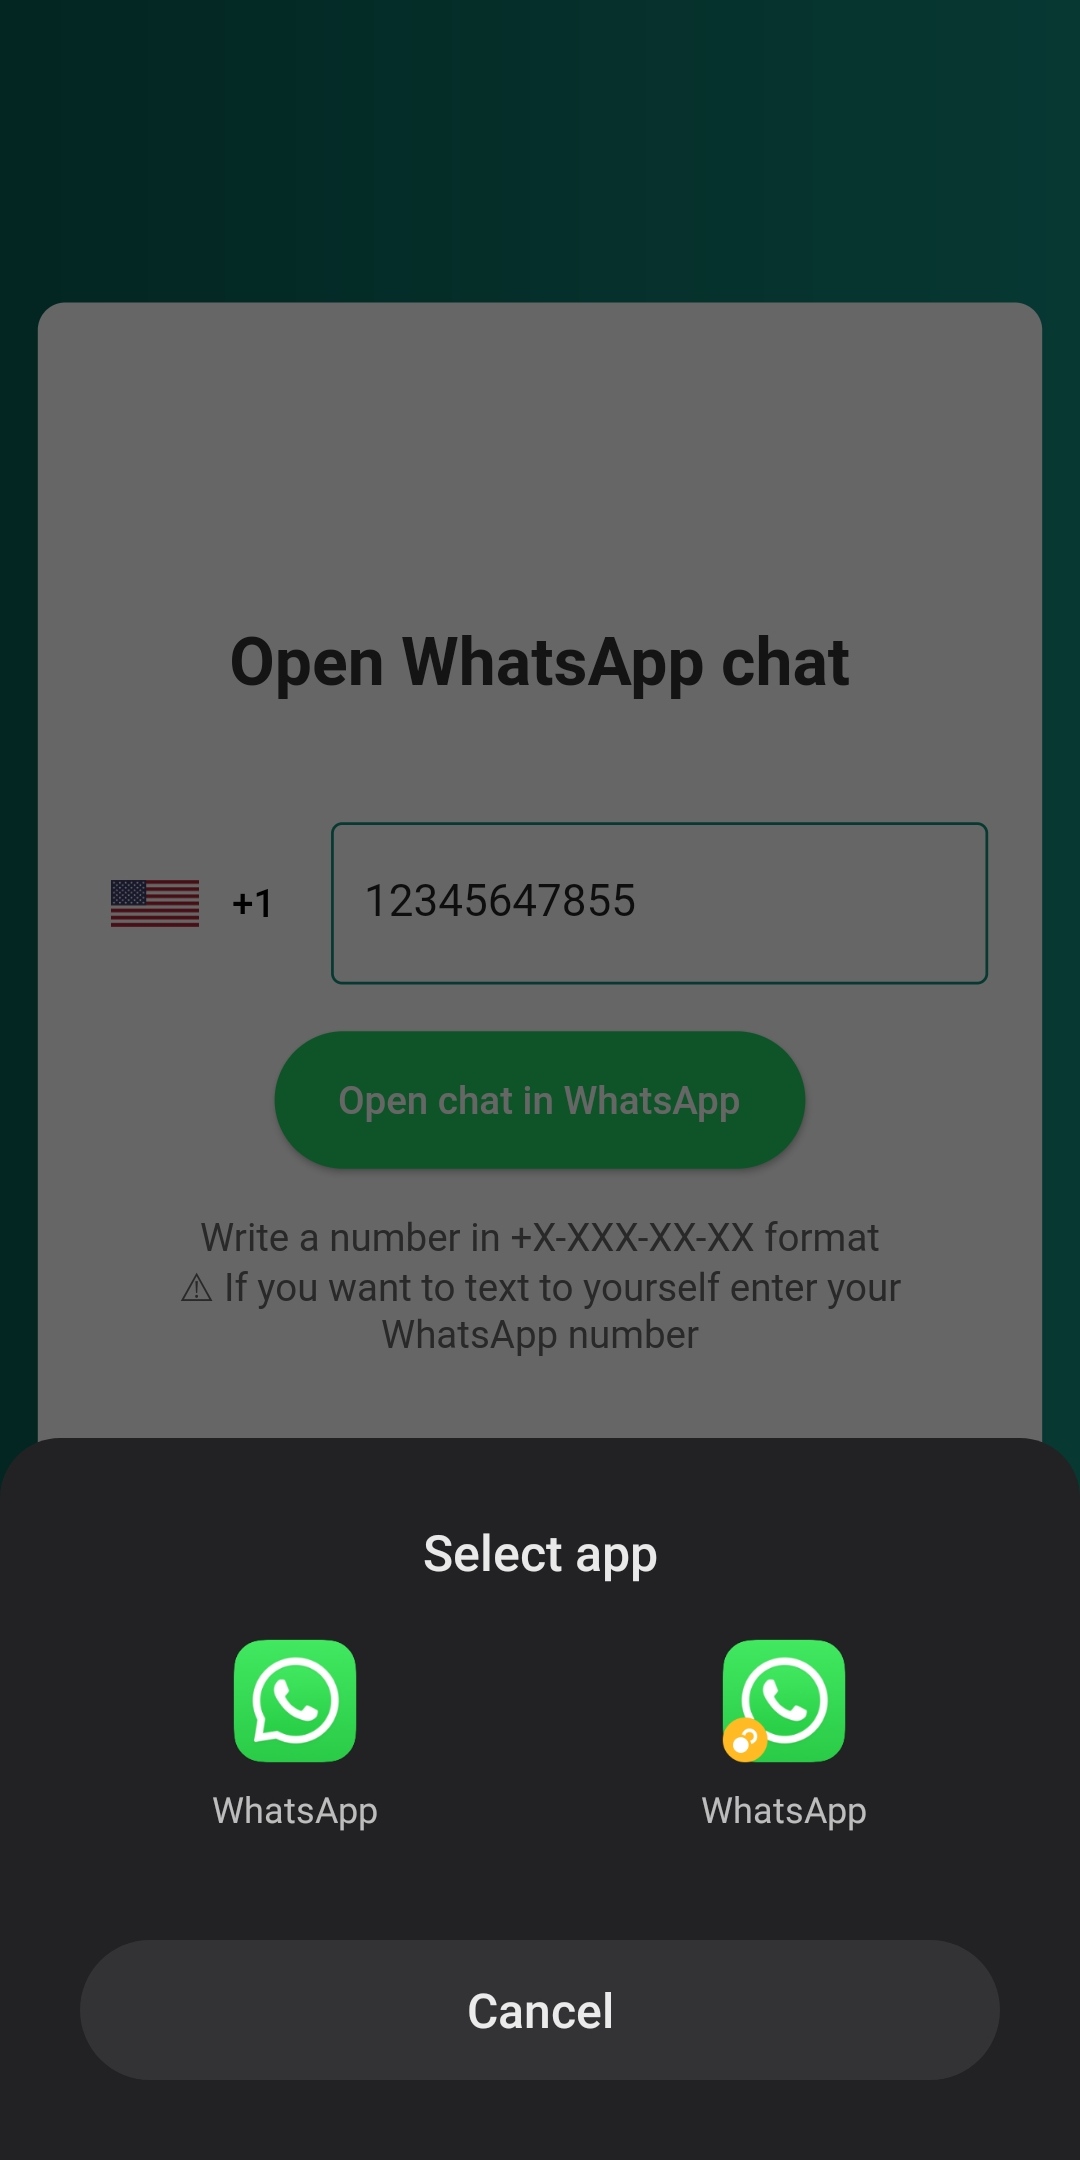 Open WhatsApp chat
+1
12345647855
Open chat in WhatsApp
Write a number in +X-XXX-XX-XX format
⚠ If you want to text to yourself enter your
WhatsApp number
Select app
WhatsApp
WhatsApp
Cancel